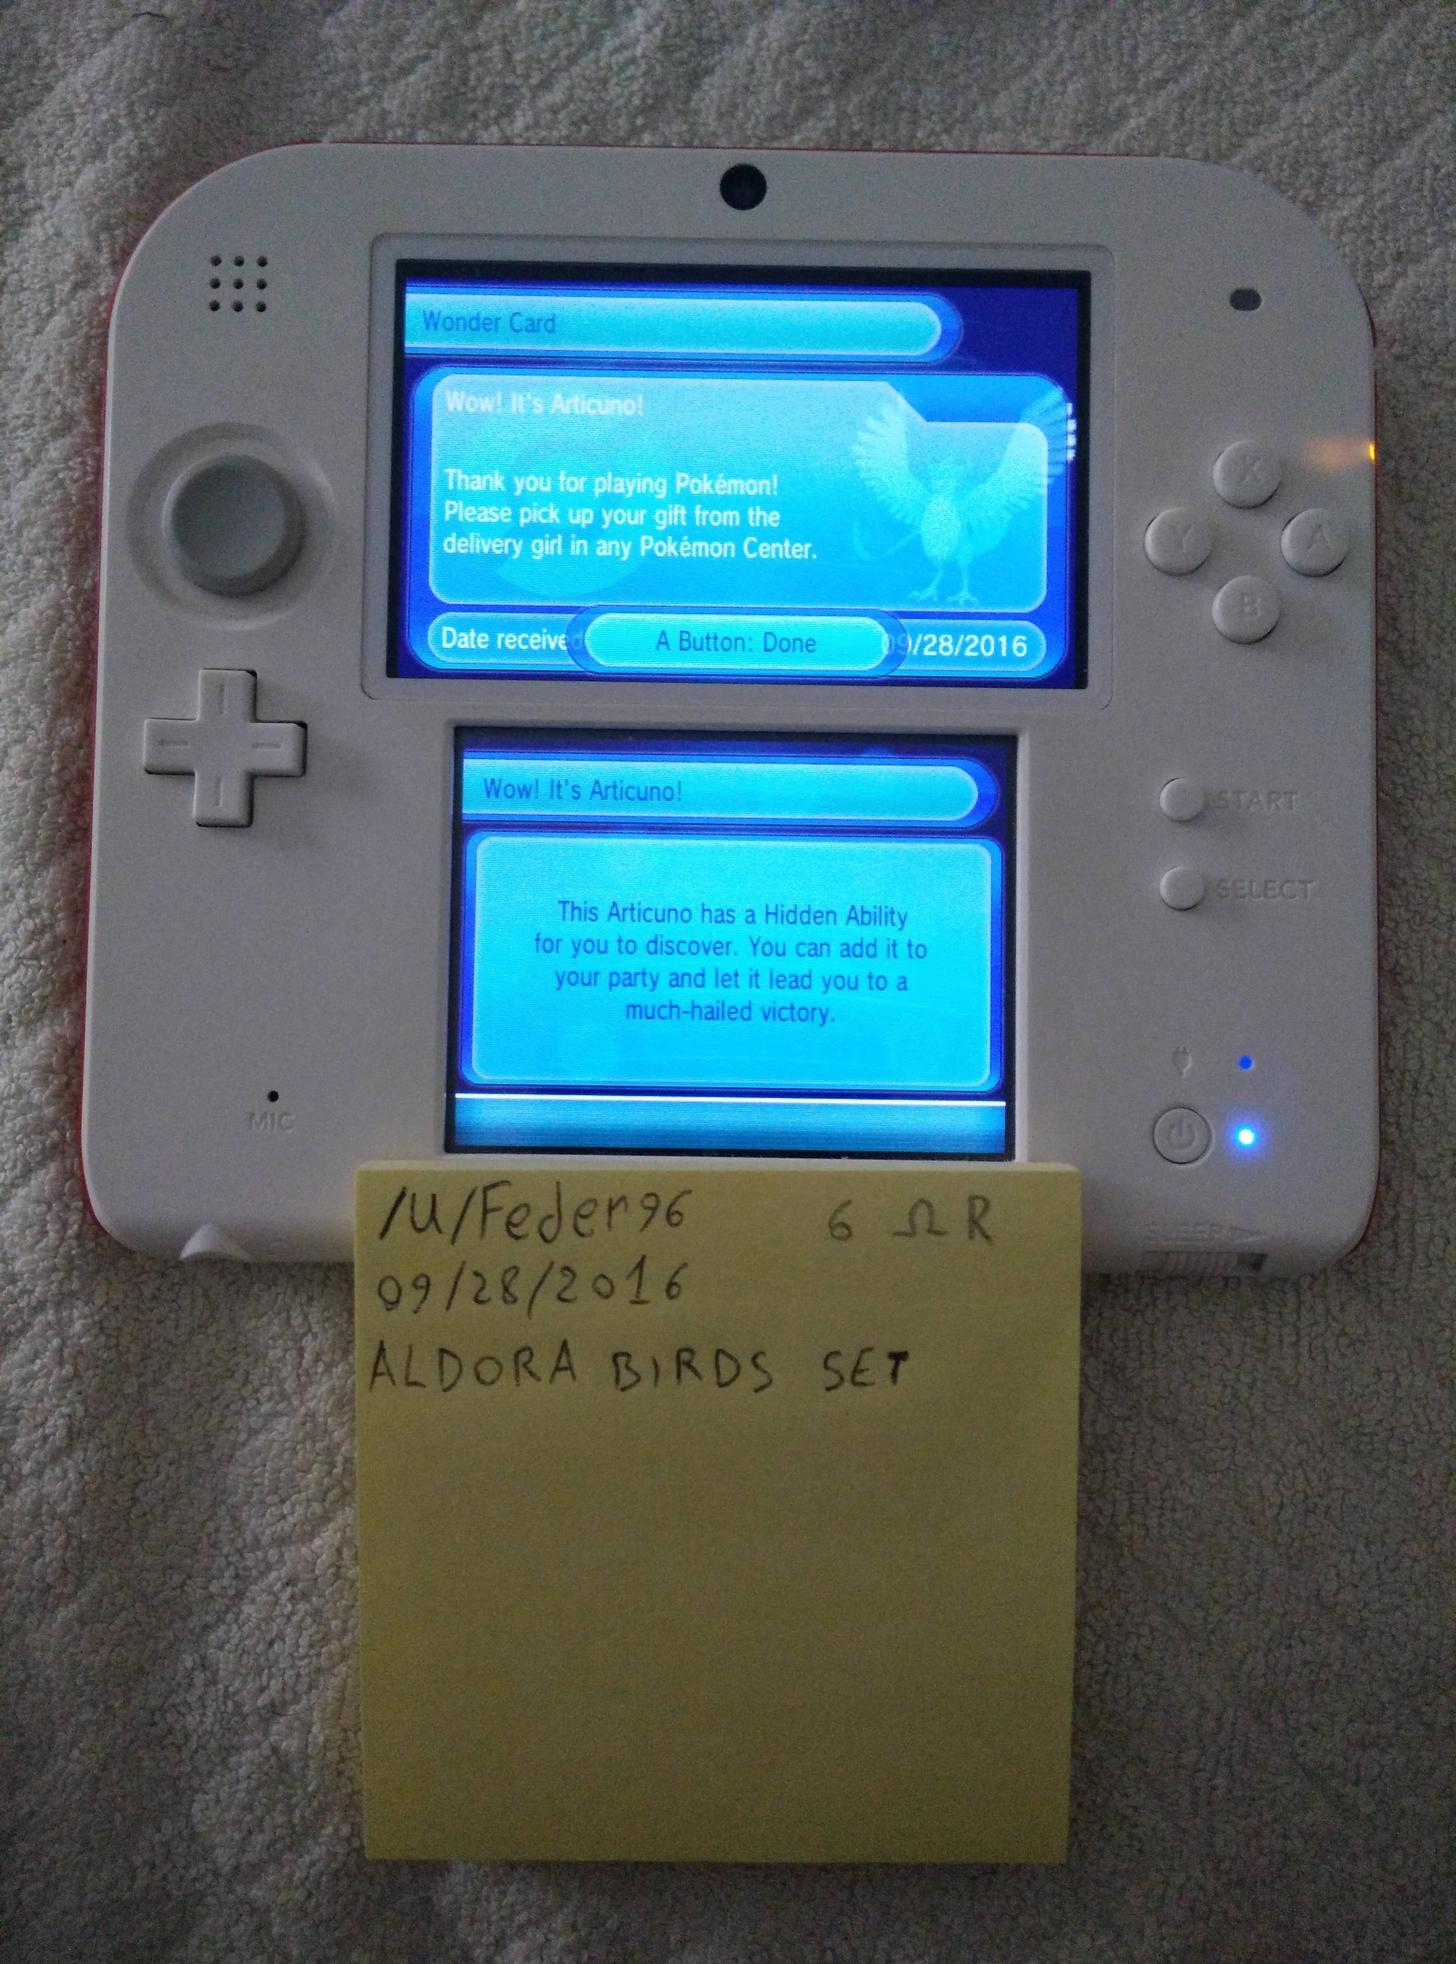 Wonder Card
Wow! It's Articuno!
Thank you for playing Pokémon!
Please pick up your gift from the
delivery girl in any Pokémon Center.
Date received
A Button: Done
09/28/2016
X
Y
A
B
Wow! It's Articuno!
This Articuno has a Hidden Ability
for you to discover. You can add it to
your party and let it lead you to a
much-hailed victory.
START
SELECT
MIC
SLEEP
/U/Feder96 6 ΩR
09/28/2016
ALDORA BIRDS SET